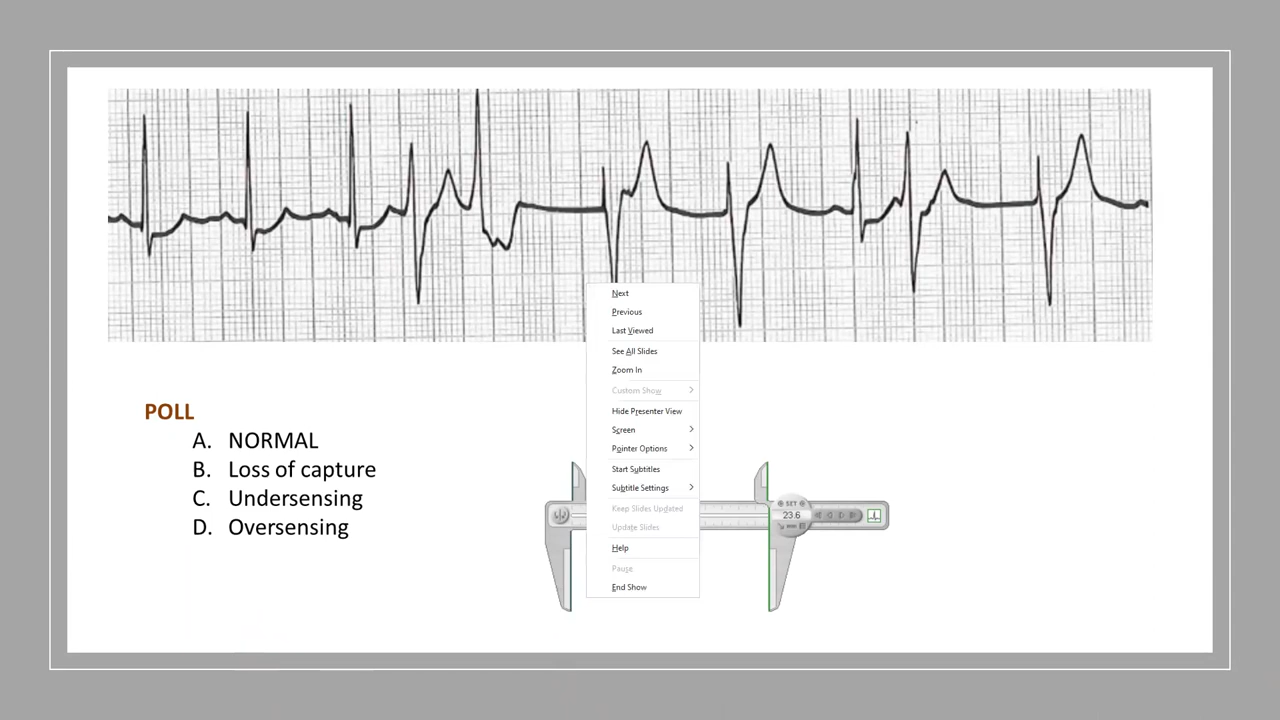 Next
Previous
Last Viewed
See All Slides
Zoom In
Custom Show
Hide Presenter View
Screen
Pointer Options
Start Subtitles
Subtitle Settings
Keep Slides Updated
Update Slides
Help
Pause
End Show
POLL
A. NORMAL
B. Loss of capture
C. Undersensing
D. Oversensing
SET
23.6
mm